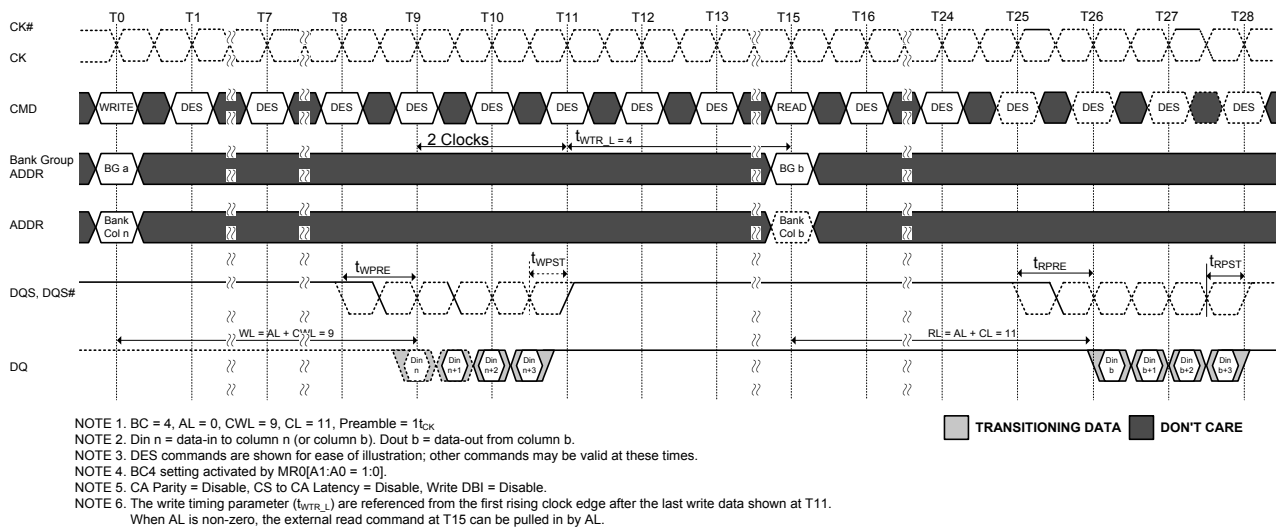 T0 T1 T7 T8 T9 T10 T11 T12 T13 T15 T16 T24 T25 T26 T27 T28
CK#
CK
CMD WRITE DES DES DES DES DES DES DES DES READ DES DES DES DES DES DES
2 Clocks tWTR_L = 4
Bank Group
ADDR
BG a BG b
ADDR
Bank
Col n
Bank
Col b
tWPRE tWPST tRPRE tRPST
DQS, DQS#
WL = AL + CWL = 9 RL = AL + CL = 11
DQ
Din
n
Din
n+1
Din
n+2
Din
n+3
Din
b
Din
b+1
Din
b+2
Din
b+3
TRANSITIONING DATA DON'T CARE
NOTE 1. BC = 4, AL = 0, CWL = 9, CL = 11, Preamble = 1tCK
NOTE 2. Din n = data-in to column n (or column b). Dout b = data-out from column b.
NOTE 3. DES commands are shown for ease of illustration; other commands may be valid at these times.
NOTE 4. BC4 setting activated by MR0[A1:A0 = 1:0].
NOTE 5. CA Parity = Disable, CS to CA Latency = Disable, Write DBI = Disable.
NOTE 6. The write timing parameter (tWTR_L) are referenced from the first rising clock edge after the last write data shown at T11.
When AL is non-zero, the external read command at T15 can be pulled in by AL.